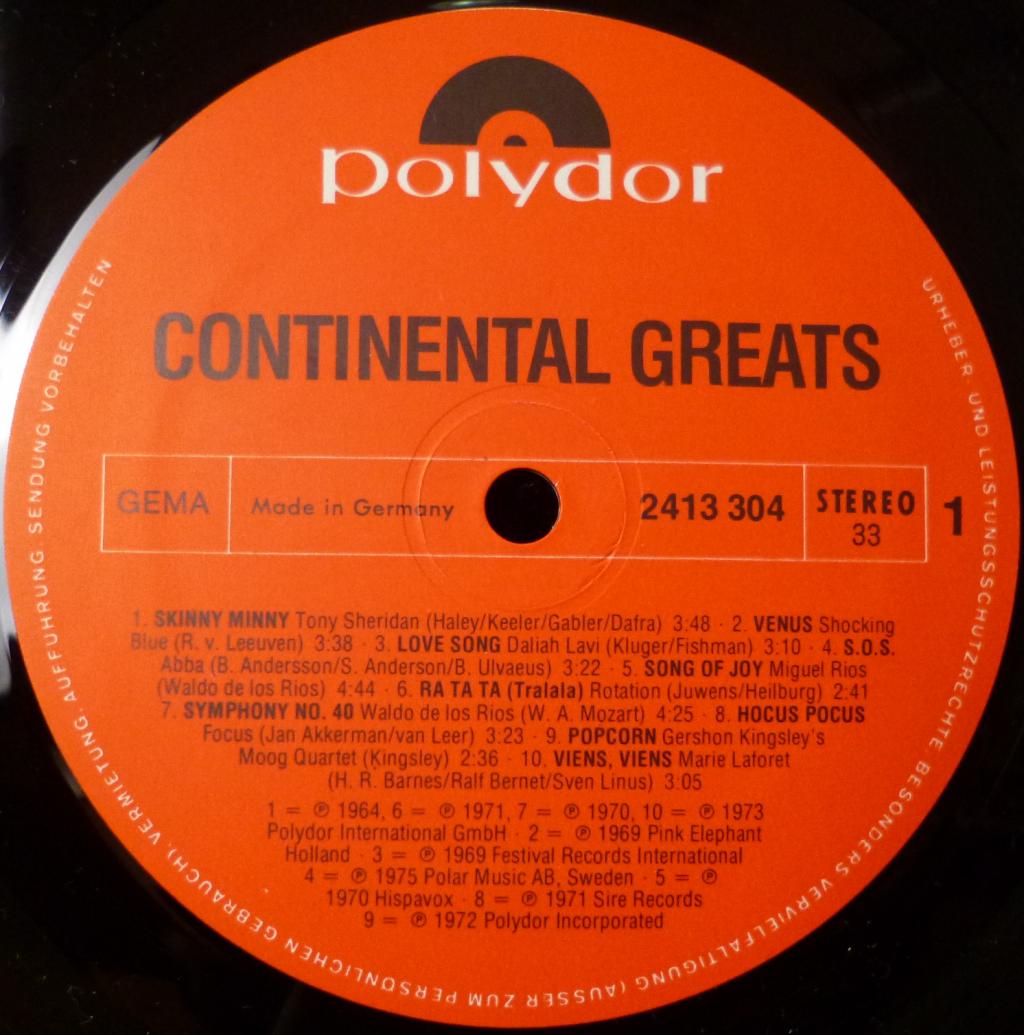 polydor
CONTINENTAL GREATS
GEMA
Made in Germany
2413 304
STEREO
33
1
1. SKINNY MINNY Tony Sheridan (Haley/Keeler/Gabler/Dafra) 3:48 · 2. VENUS Shocking
Blue (R. v. Leeuven) 3:38 · 3. LOVE SONG Daliah Lavi (Kluger/Fishman) 3:10 · 4. S.O.S.
Abba (B. Andersson/S. Anderson/B. Ulvaeus) 3:22 · 5. SONG OF JOY Miguel Rios
(Waldo de los Rios) 4:44 · 6. RA TA TA (Tralala) Rotation (Juwens/Heilburg) 2:41
7. SYMPHONY NO. 40 Waldo de los Rios (W. A. Mozart) 4:25 · 8. HOCUS POCUS
Focus (Jan Akkerman/van Leer) 3:23 · 9. POPCORN Gershon Kingsley's
Moog Quartet (Kingsley) 2:36 · 10. VIENS, VIENS Marie Laforet
(H. R. Barnes/Ralf Bernet/Sven Linus) 3:05
1 = ℗ 1964, 6 = ℗ 1971, 7 = ℗ 1970, 10 = ℗ 1973
Polydor International GmbH · 2 = ℗ 1969 Pink Elephant
Holland · 3 = ℗ 1969 Festival Records International
4 = ℗ 1975 Polar Music AB, Sweden · 5 = ℗
1970 Hispavox · 8 = ℗ 1971 Sire Records
9 = ℗ 1972 Polydor Incorporated
URHEBER- UND LEISTUNGSSCHUTZRECHTE, BESONDERS VERVIELFÄLTIGUNG (AUSSER ZUM PERSÖNLICHEN GEBRAUCH), VERMIETUNG, AUFFÜHRUNG, SENDUNG VORBEHALTEN